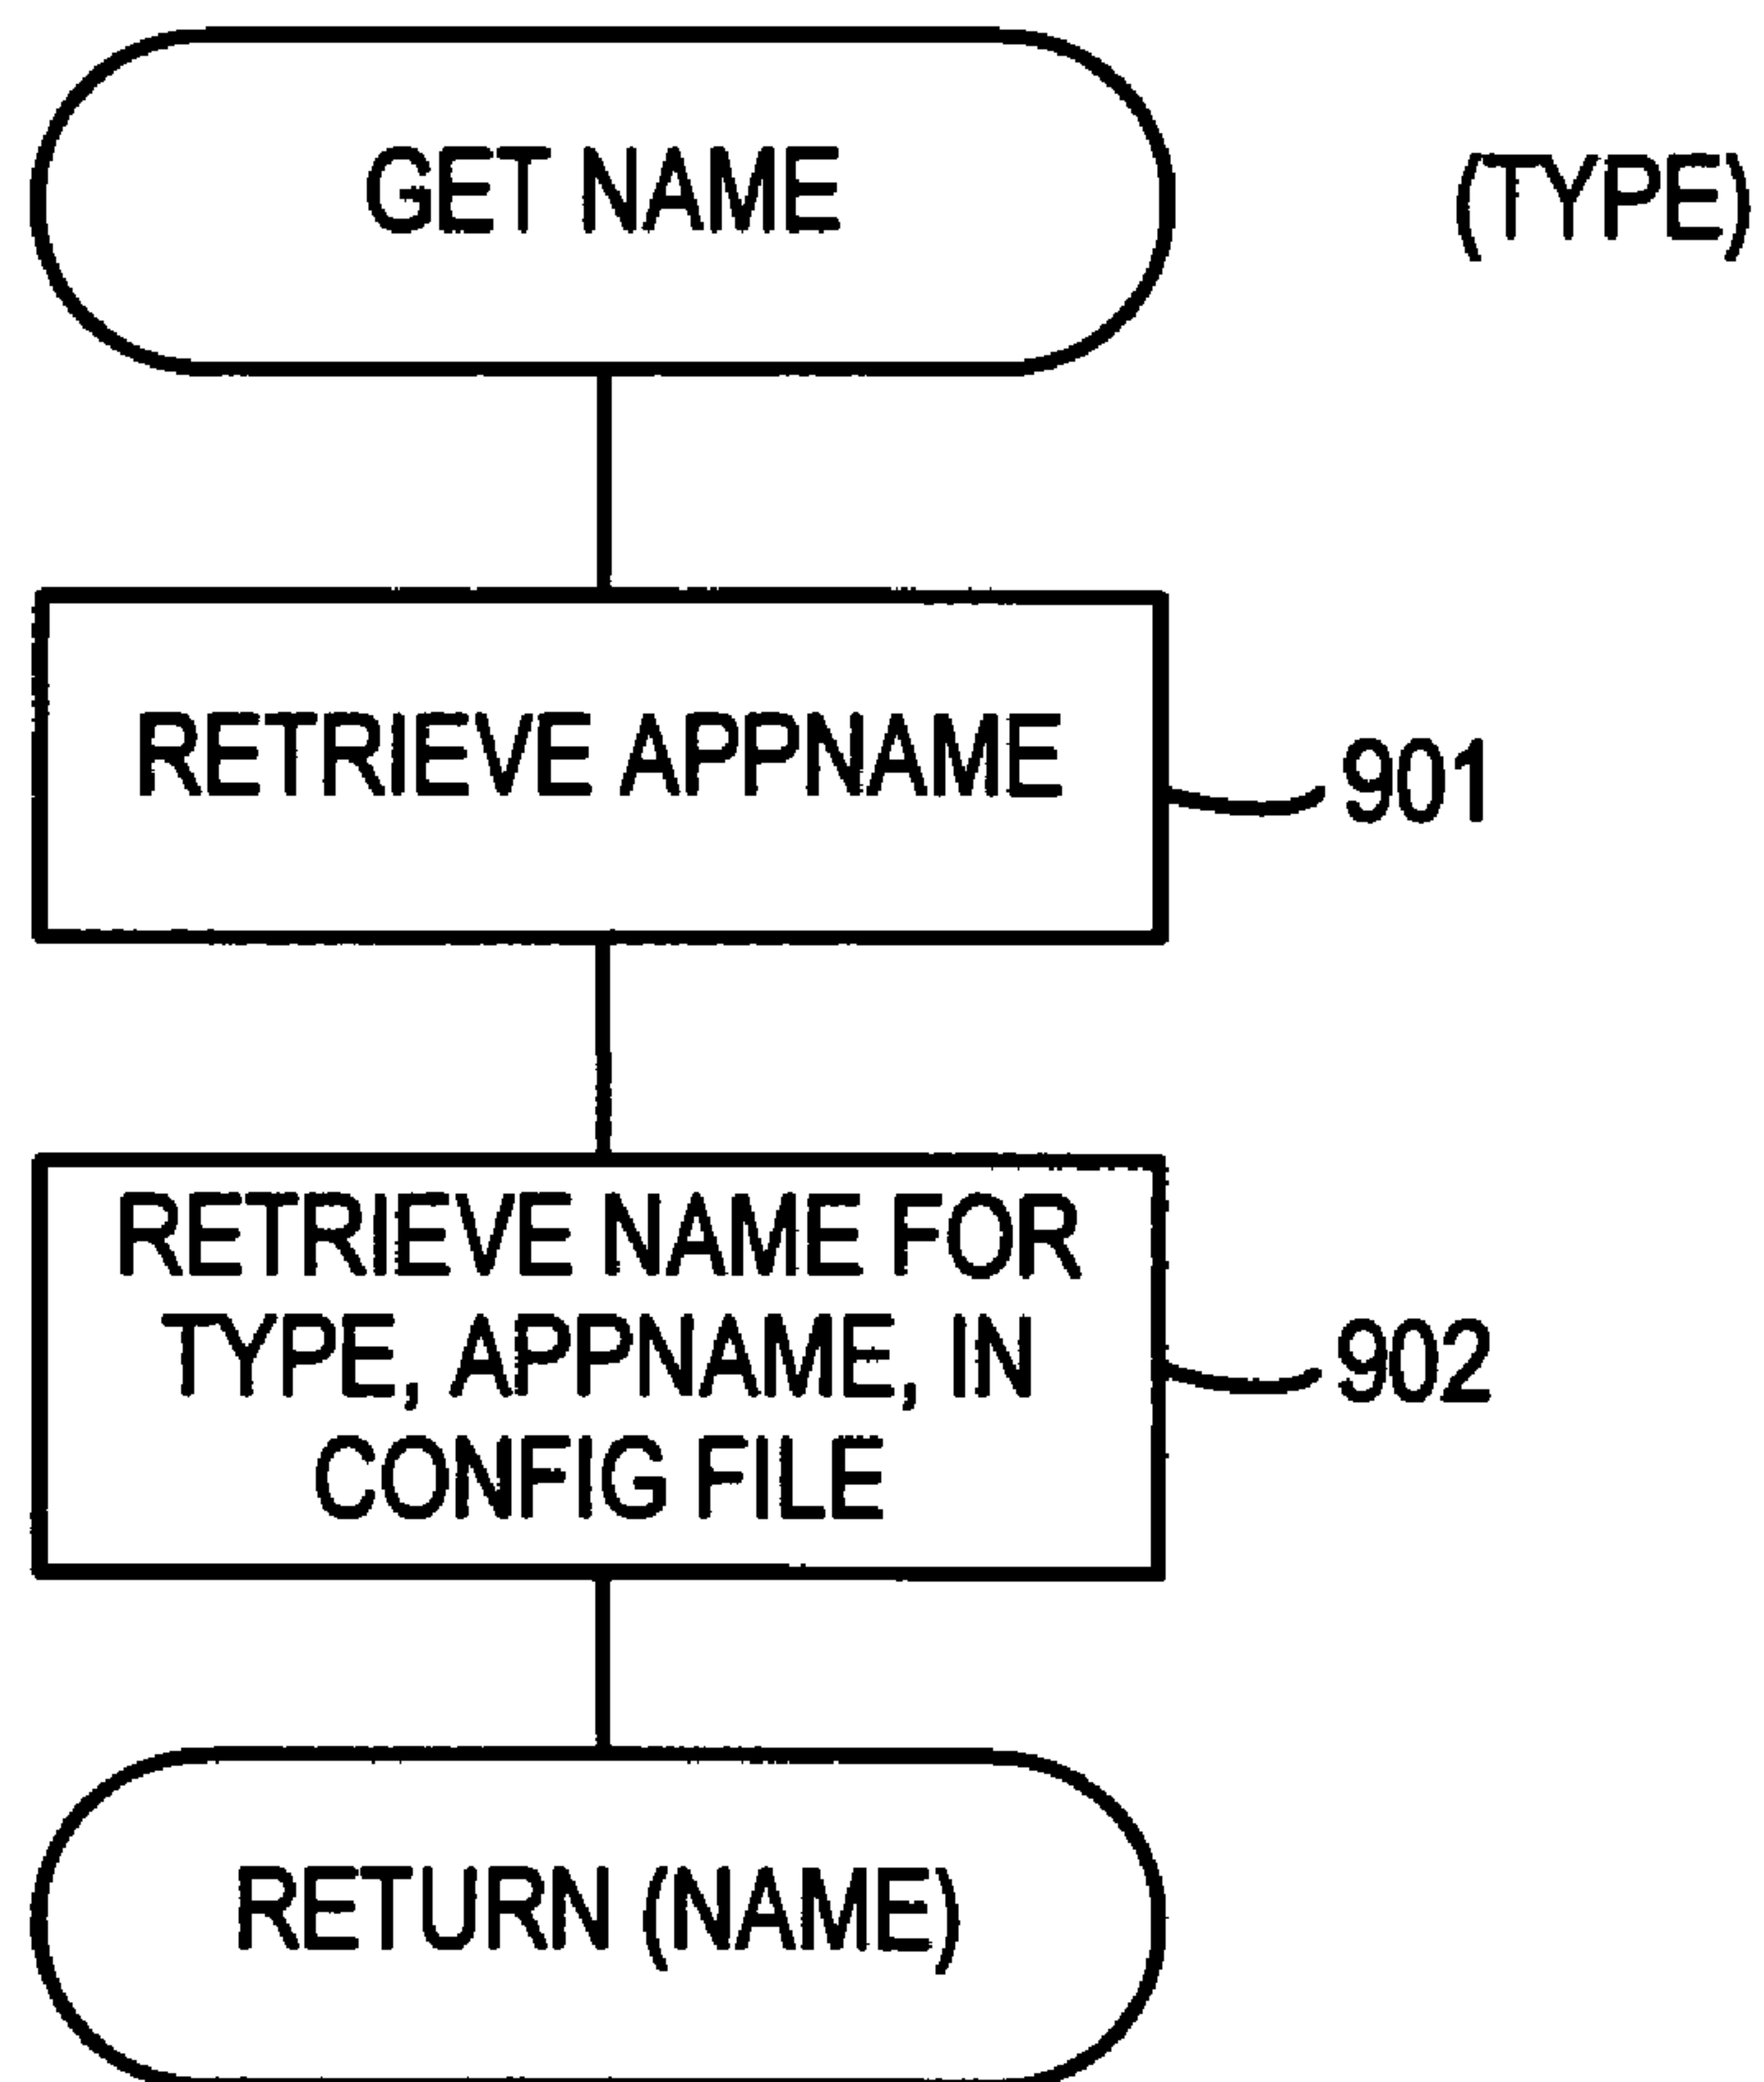 GET NAME
(TYPE)
RETRIEVE APPNAME
901
RETRIEVE NAME FOR
TYPE, APPNAME, IN
CONFIG FILE
902
RETURN (NAME)